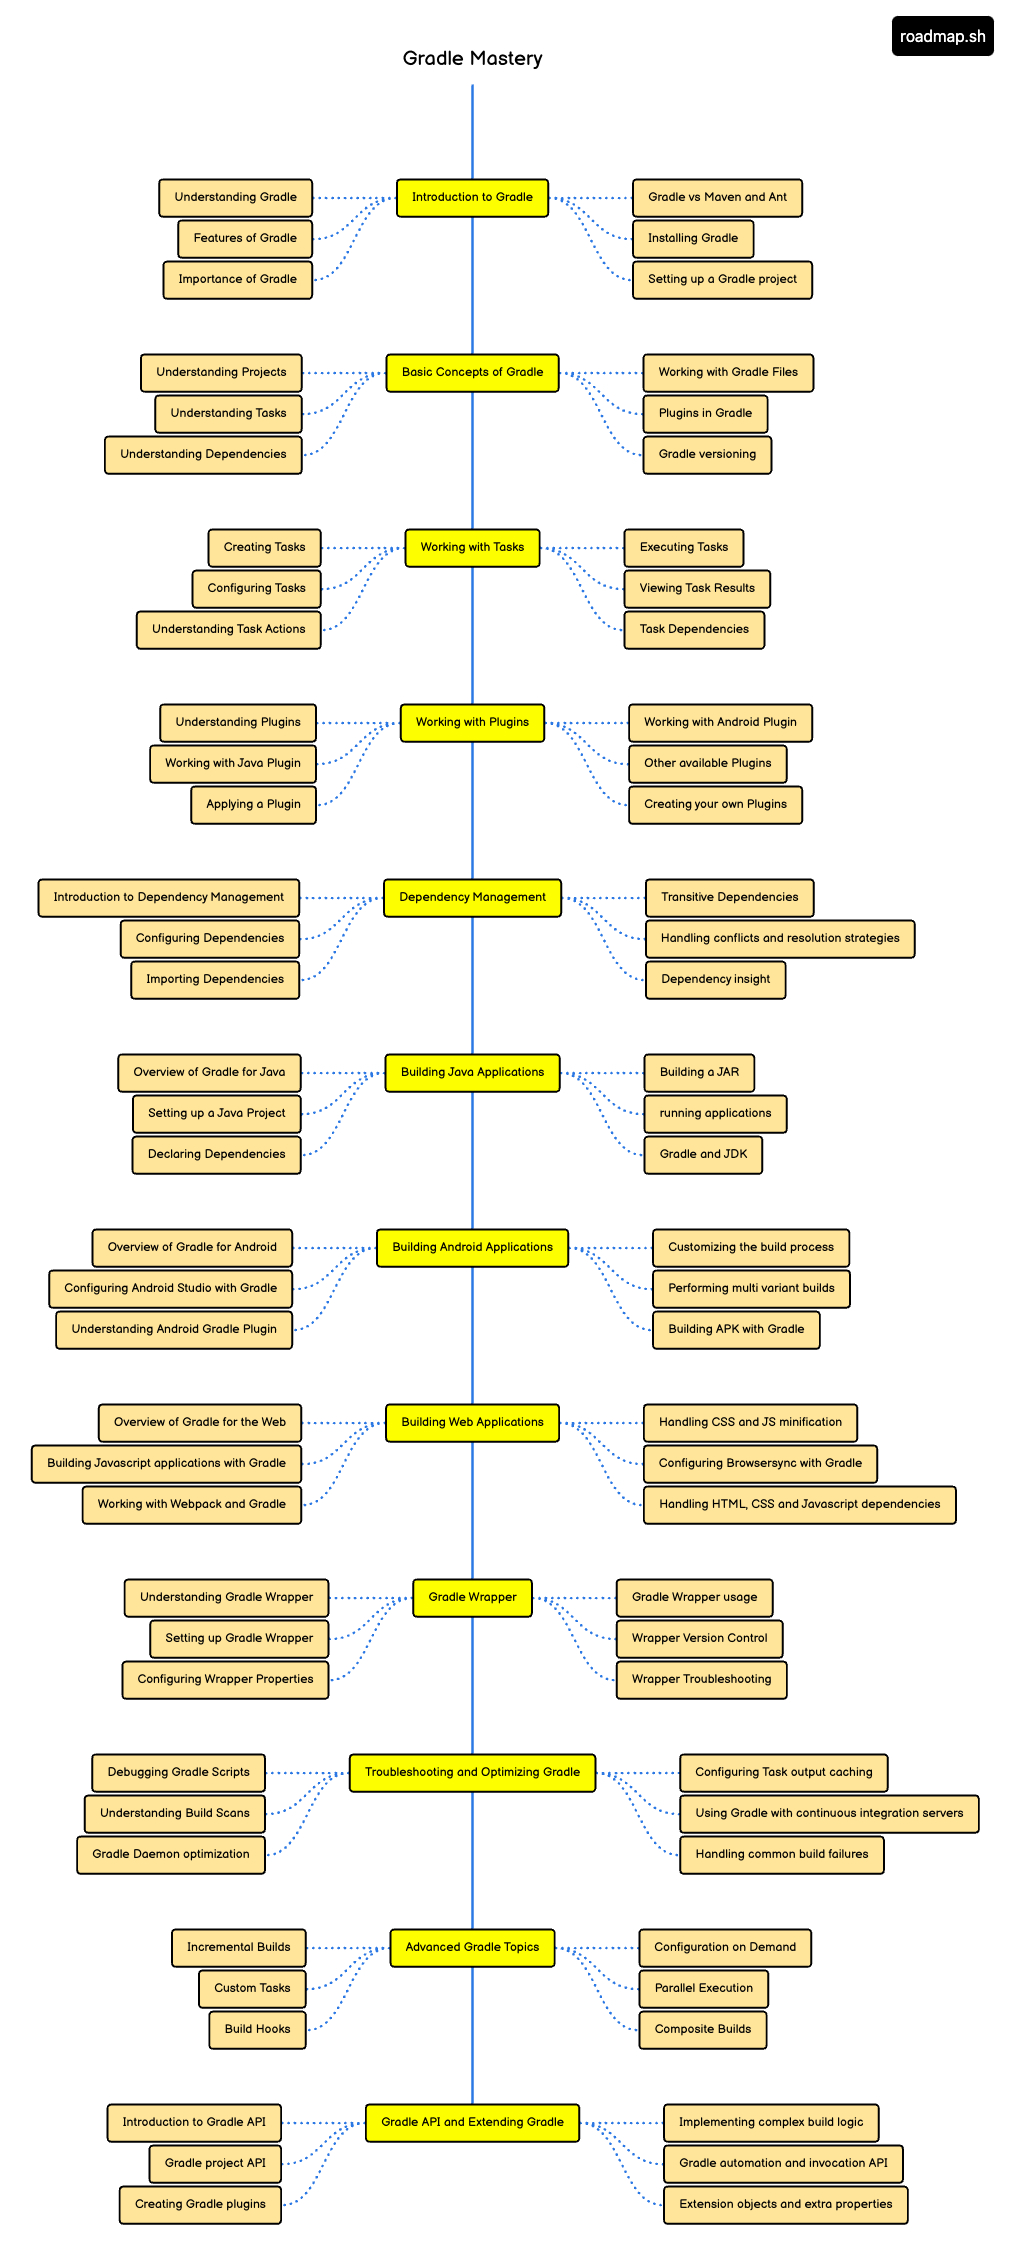 roadmap.sh
Gradle Mastery
Understanding Gradle
Features of Gradle
Importance of Gradle
Introduction to Gradle
Gradle vs Maven and Ant
Installing Gradle
Setting up a Gradle project
Understanding Projects
Understanding Tasks
Understanding Dependencies
Basic Concepts of Gradle
Working with Gradle Files
Plugins in Gradle
Gradle versioning
Creating Tasks
Configuring Tasks
Understanding Task Actions
Working with Tasks
Executing Tasks
Viewing Task Results
Task Dependencies
Understanding Plugins
Working with Java Plugin
Applying a Plugin
Working with Plugins
Working with Android Plugin
Other available Plugins
Creating your own Plugins
Introduction to Dependency Management
Configuring Dependencies
Importing Dependencies
Dependency Management
Transitive Dependencies
Handling conflicts and resolution strategies
Dependency insight
Overview of Gradle for Java
Setting up a Java Project
Declaring Dependencies
Building Java Applications
Building a JAR
running applications
Gradle and JDK
Overview of Gradle for Android
Configuring Android Studio with Gradle
Understanding Android Gradle Plugin
Building Android Applications
Customizing the build process
Performing multi variant builds
Building APK with Gradle
Overview of Gradle for the Web
Building Javascript applications with Gradle
Working with Webpack and Gradle
Building Web Applications
Handling CSS and JS minification
Configuring Browsersync with Gradle
Handling HTML, CSS and Javascript dependencies
Understanding Gradle Wrapper
Setting up Gradle Wrapper
Configuring Wrapper Properties
Gradle Wrapper
Gradle Wrapper usage
Wrapper Version Control
Wrapper Troubleshooting
Debugging Gradle Scripts
Understanding Build Scans
Gradle Daemon optimization
Troubleshooting and Optimizing Gradle
Configuring Task output caching
Using Gradle with continuous integration servers
Handling common build failures
Incremental Builds
Custom Tasks
Build Hooks
Advanced Gradle Topics
Configuration on Demand
Parallel Execution
Composite Builds
Introduction to Gradle API
Gradle project API
Creating Gradle plugins
Gradle API and Extending Gradle
Implementing complex build logic
Gradle automation and invocation API
Extension objects and extra properties